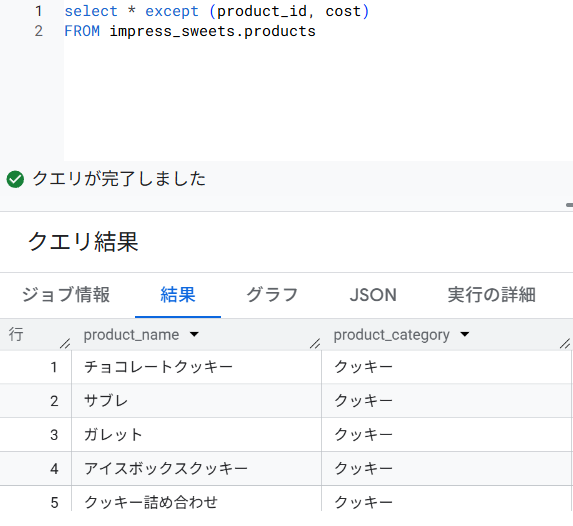 1 select * except (product_id, cost)
2 FROM impress_sweets.products
クエリが完了しました
クエリ結果
ジョブ情報 結果 グラフ JSON 実行の詳細
行 product_name product_category
1 チョコレートクッキー クッキー
2 サブレ クッキー
3 ガレット クッキー
4 アイスボックスクッキー クッキー
5 クッキー詰め合わせ クッキー